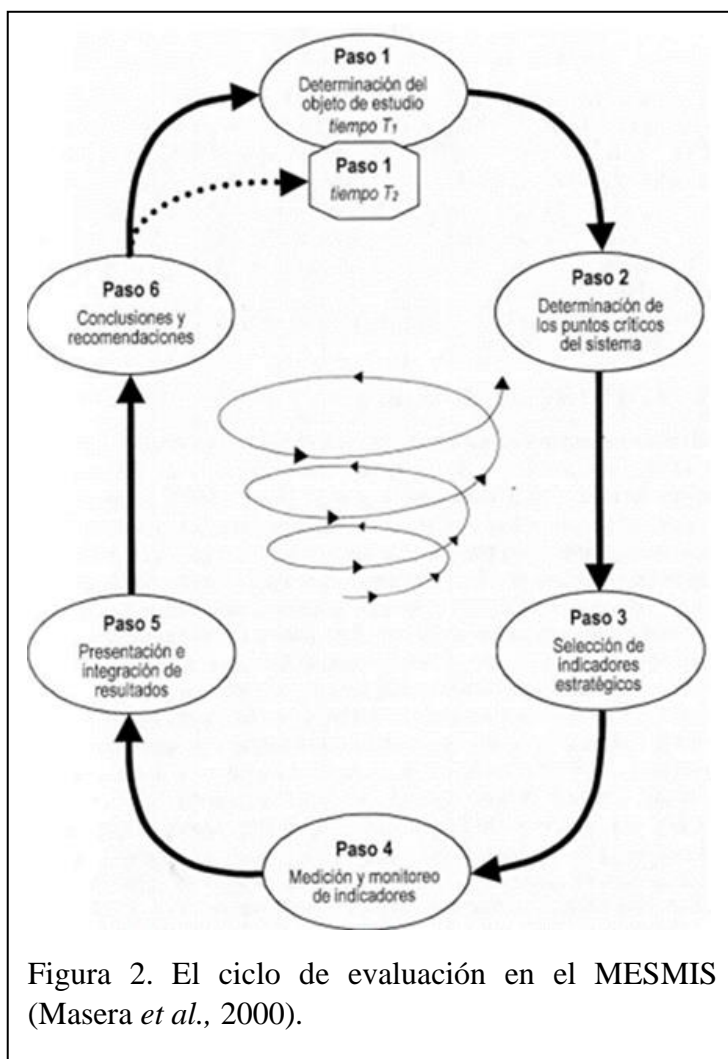 Paso 1
Determinación del
objeto de estudio
tiempo T₁
Paso 1
tiempo T₂
Paso 2
Determinación de
los puntos críticos
del sistema
Paso 3
Selección de
indicadores
estratégicos
Paso 4
Medición y monitoreo
de indicadores
Paso 5
Presentación e
integración de
resultados
Paso 6
Conclusiones y
recomendaciones
Figura 2. El ciclo de evaluación en el MESMIS
(Masera et al., 2000).